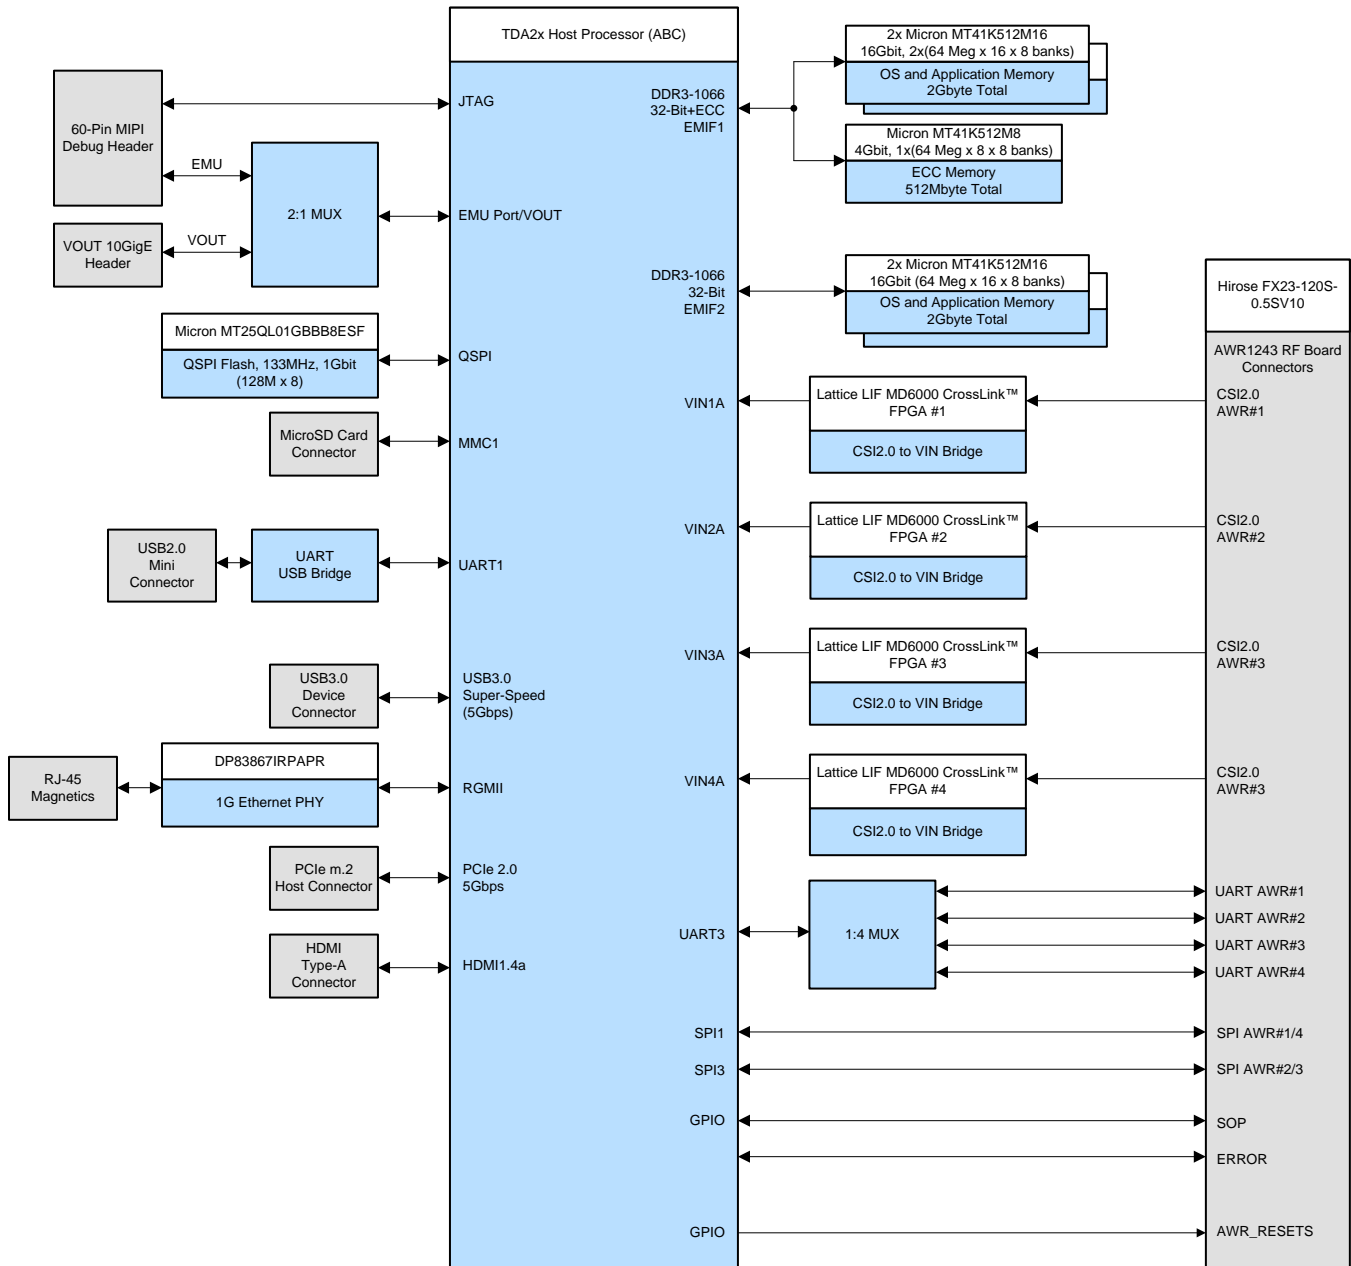 TDA2x Host Processor (ABC)
60-Pin MIPI
Debug Header
EMU
2:1 MUX
VOUT 10GigE
Header
VOUT
JTAG
EMU Port/VOUT
Micron MT25QL01GBBB8ESF
QSPI Flash, 133MHz, 1Gbit
(128M x 8)
QSPI
MicroSD Card
Connector
MMC1
USB2.0
Mini
Connector
UART
USB Bridge
UART1
USB3.0
Device
Connector
USB3.0
Super-Speed
(5Gbps)
RJ-45
Magnetics
DP83867IRPAPR
1G Ethernet PHY
RGMII
PCIe m.2
Host Connector
PCIe 2.0
5Gbps
HDMI
Type-A
Connector
HDMI1.4a
DDR3-1066
32-Bit+ECC
EMIF1
2x Micron MT41K512M16
16Gbit, 2x(64 Meg x 16 x 8 banks)
OS and Application Memory
2Gbyte Total
Micron MT41K512M8
4Gbit, 1x(64 Meg x 8 x 8 banks)
ECC Memory
512Mbyte Total
DDR3-1066
32-Bit
EMIF2
2x Micron MT41K512M16
16Gbit (64 Meg x 16 x 8 banks)
OS and Application Memory
2Gbyte Total
Hirose FX23-120S-
0.5SV10
AWR1243 RF Board
Connectors
VIN1A
Lattice LIF MD6000 CrossLink™
FPGA #1
CSI2.0 to VIN Bridge
CSI2.0
AWR#1
VIN2A
Lattice LIF MD6000 CrossLink™
FPGA #2
CSI2.0 to VIN Bridge
CSI2.0
AWR#2
VIN3A
Lattice LIF MD6000 CrossLink™
FPGA #3
CSI2.0 to VIN Bridge
CSI2.0
AWR#3
VIN4A
Lattice LIF MD6000 CrossLink™
FPGA #4
CSI2.0 to VIN Bridge
CSI2.0
AWR#3
UART3
1:4 MUX
UART AWR#1
UART AWR#2
UART AWR#3
UART AWR#4
SPI1
SPI AWR#1/4
SPI3
SPI AWR#2/3
GPIO
SOP
ERROR
GPIO
AWR_RESETS